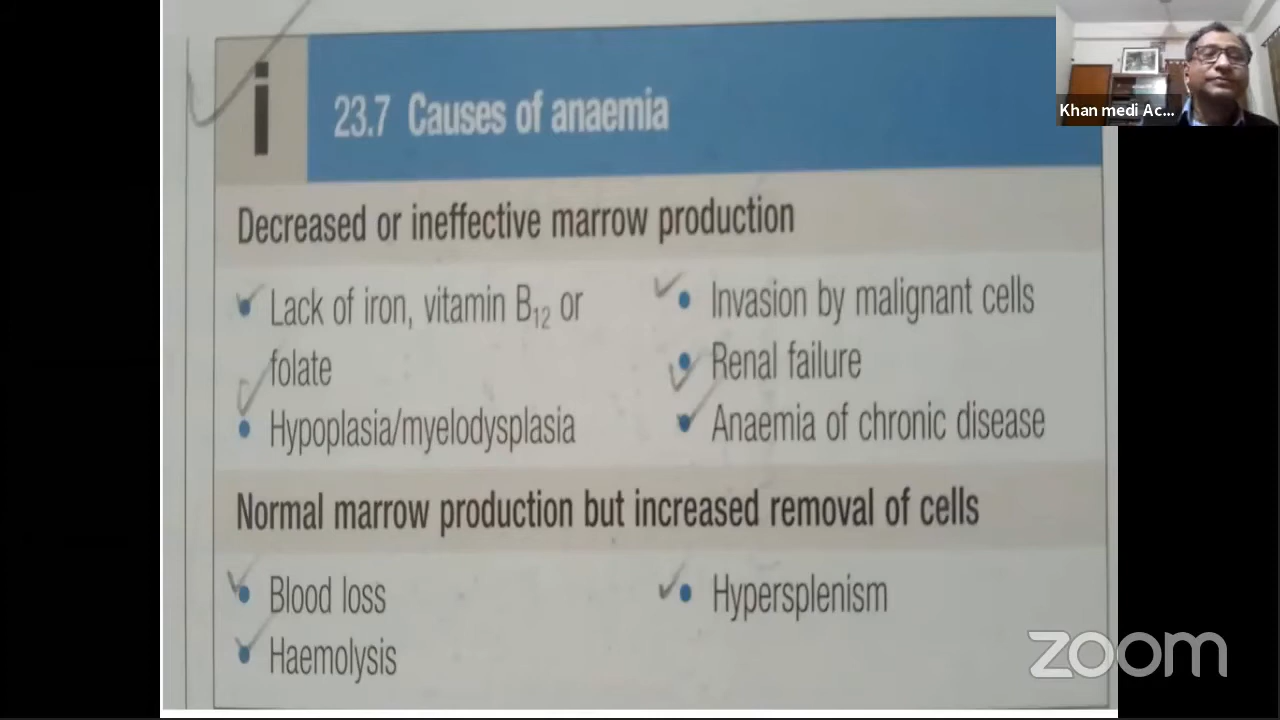 i
23.7 Causes of anaemia
Khan medi Ac...
Decreased or ineffective marrow production
• Lack of iron, vitamin B12 or
folate
• Hypoplasia/myelodysplasia
• Invasion by malignant cells
• Renal failure
• Anaemia of chronic disease
Normal marrow production but increased removal of cells
• Blood loss
• Haemolysis
• Hypersplenism
zoom